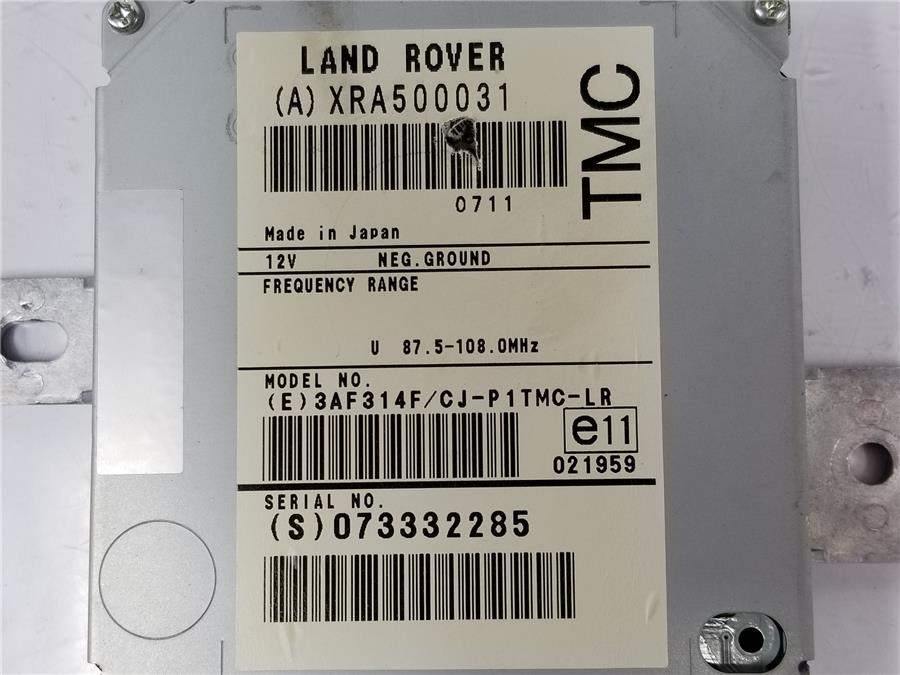 LAND ROVER
(A) XRA500031
TMC
0711
Made in Japan
12V NEG.GROUND
FREQUENCY RANGE
U 87.5-108.0MHz
MODEL NO.
(E)3AF314F/CJ-P1TMC-LR
e11
021959
SERIAL NO.
(S)073332285